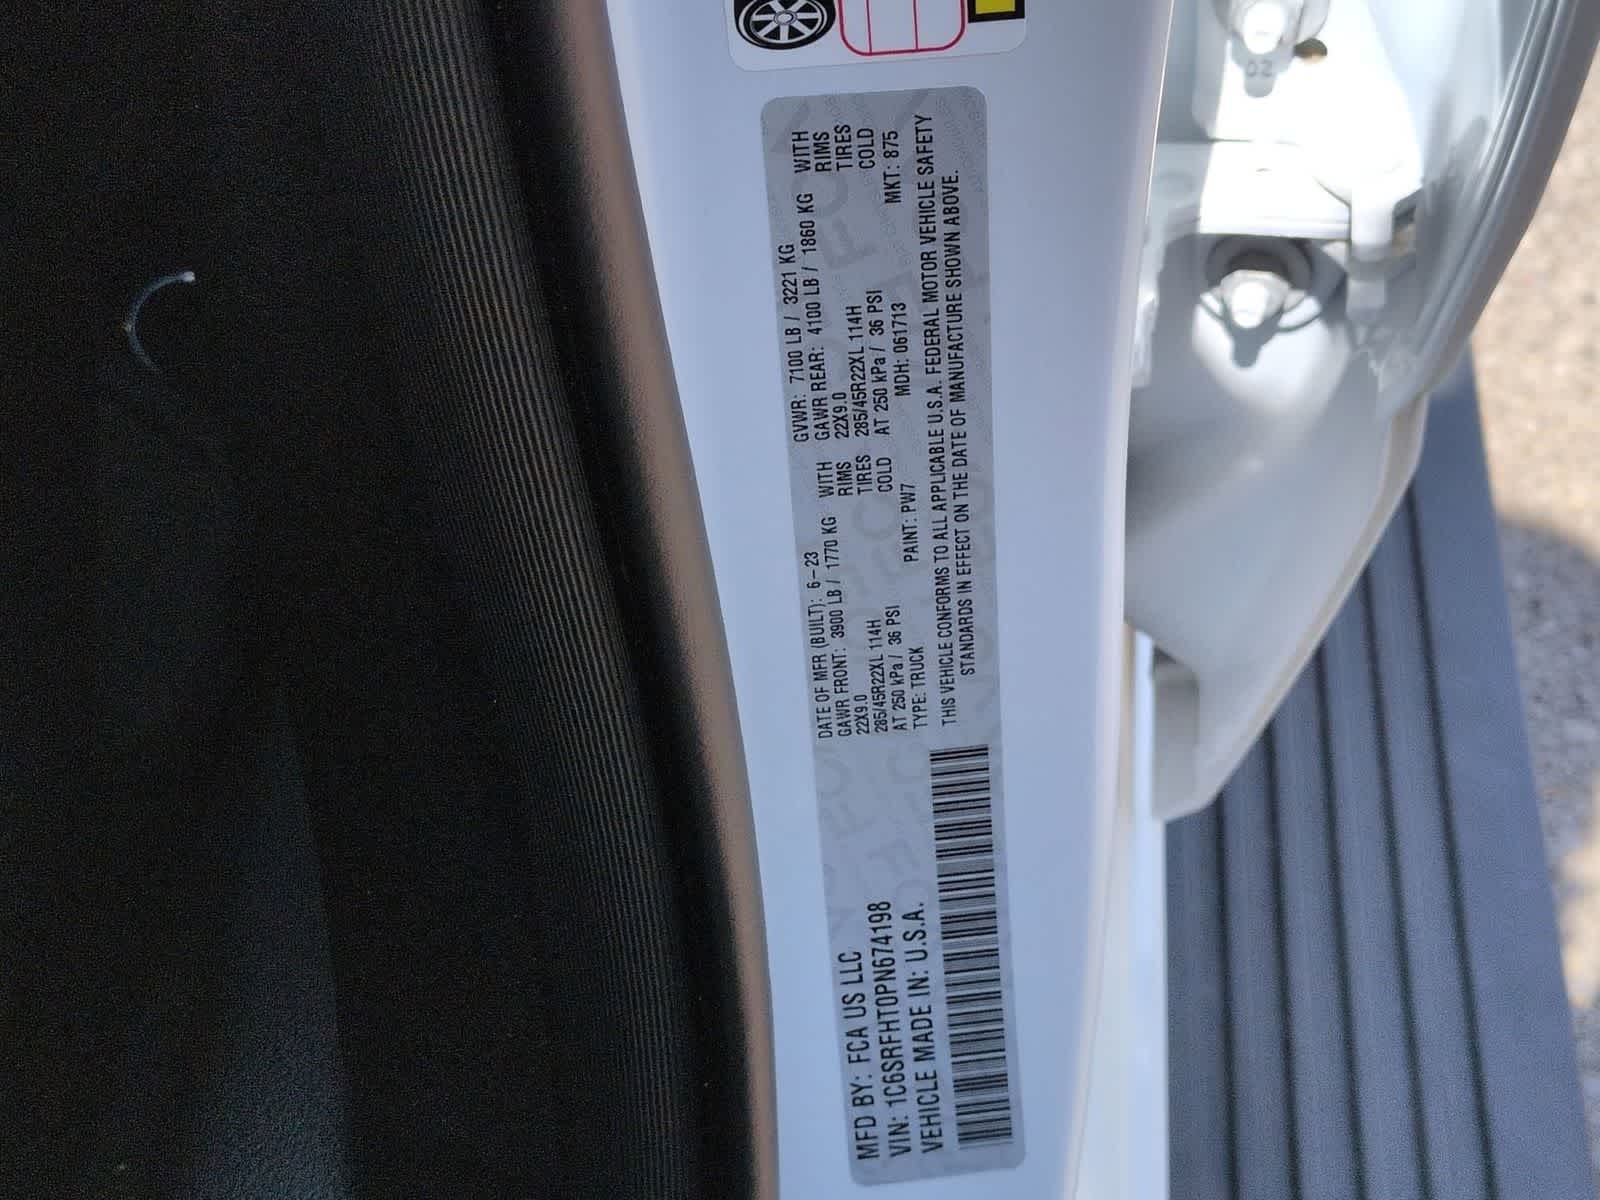 MFD BY: FCA US LLC
VIN: 1C6SRFHT0PN674198
VEHICLE MADE IN: U.S.A.
DATE OF MFR (BUILT): 6-23
GVWR: 7100 LB / 3221 KG
GAWR FRONT: 3900 LB / 1770 KG WITH
22X9.0 RIMS
285/45R22XL 114H TIRES
AT 250 kPa / 36 PSI COLD
GAWR REAR: 4100 LB / 1860 KG WITH
22X9.0 RIMS
285/45R22XL 114H TIRES
AT 250 kPa / 36 PSI COLD
TYPE: TRUCK PAINT: PW7 MDH: 061713 MKT: 875
THIS VEHICLE CONFORMS TO ALL APPLICABLE U.S.A. FEDERAL MOTOR VEHICLE SAFETY
STANDARDS IN EFFECT ON THE DATE OF MANUFACTURE SHOWN ABOVE.